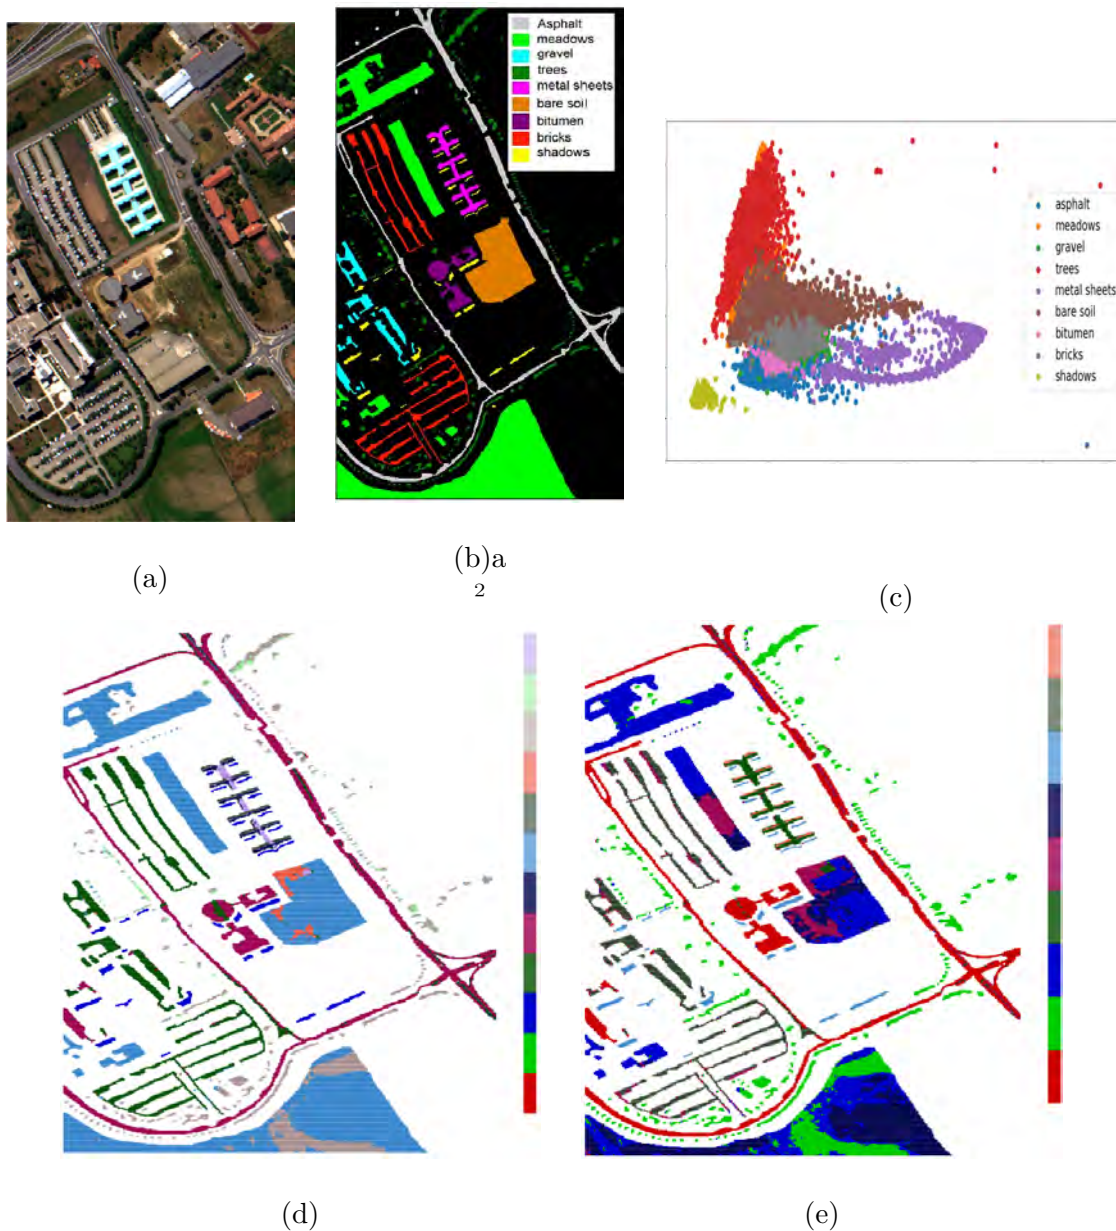 Asphalt
meadows
gravel
trees
metal sheets
bare soil
bitumen
bricks
shadows
asphalt
meadows
gravel
trees
metal sheets
bare soil
bitumen
bricks
shadows
(a)
(b)a
2
(c)
(d)
(e)